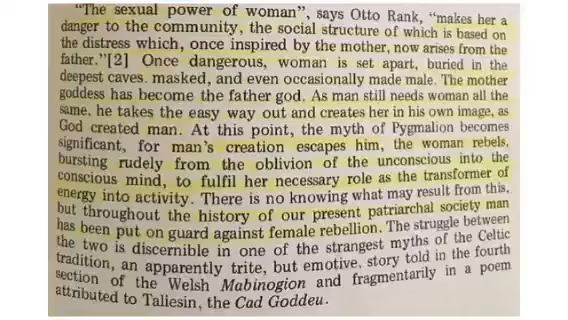 "The sexual power of woman", says Otto Rank, "makes her a
danger to the community, the social structure of which is based on
the distress which, once inspired by the mother, now arises from the
father."[2] Once dangerous, woman is set apart, buried in the
deepest caves. masked, and even occasionally made male. The mother
goddess has become the father god. As man still needs woman all the
same. he takes the easy way out and creates her in his own image, as
God created man. At this point, the myth of Pygmalion becomes
significant, for man's creation escapes him, the woman rebels,
bursting rudely from the oblivion of the unconscious into the
conscious mind, to fulfil her necessary role as the transformer of
energy into activity. There is no knowing what may result from this,
but throughout the history of our present patriarchal society man
has been put on guard against female rebellion. The struggle between
the two is discernible in one of the strangest myths of the Celtic
tradition, an apparently trite, but emotive, story told in the fourth
section of the Welsh Mabinogion and fragmentarily in a poem
attributed to Taliesin, the Cad Goddeu.